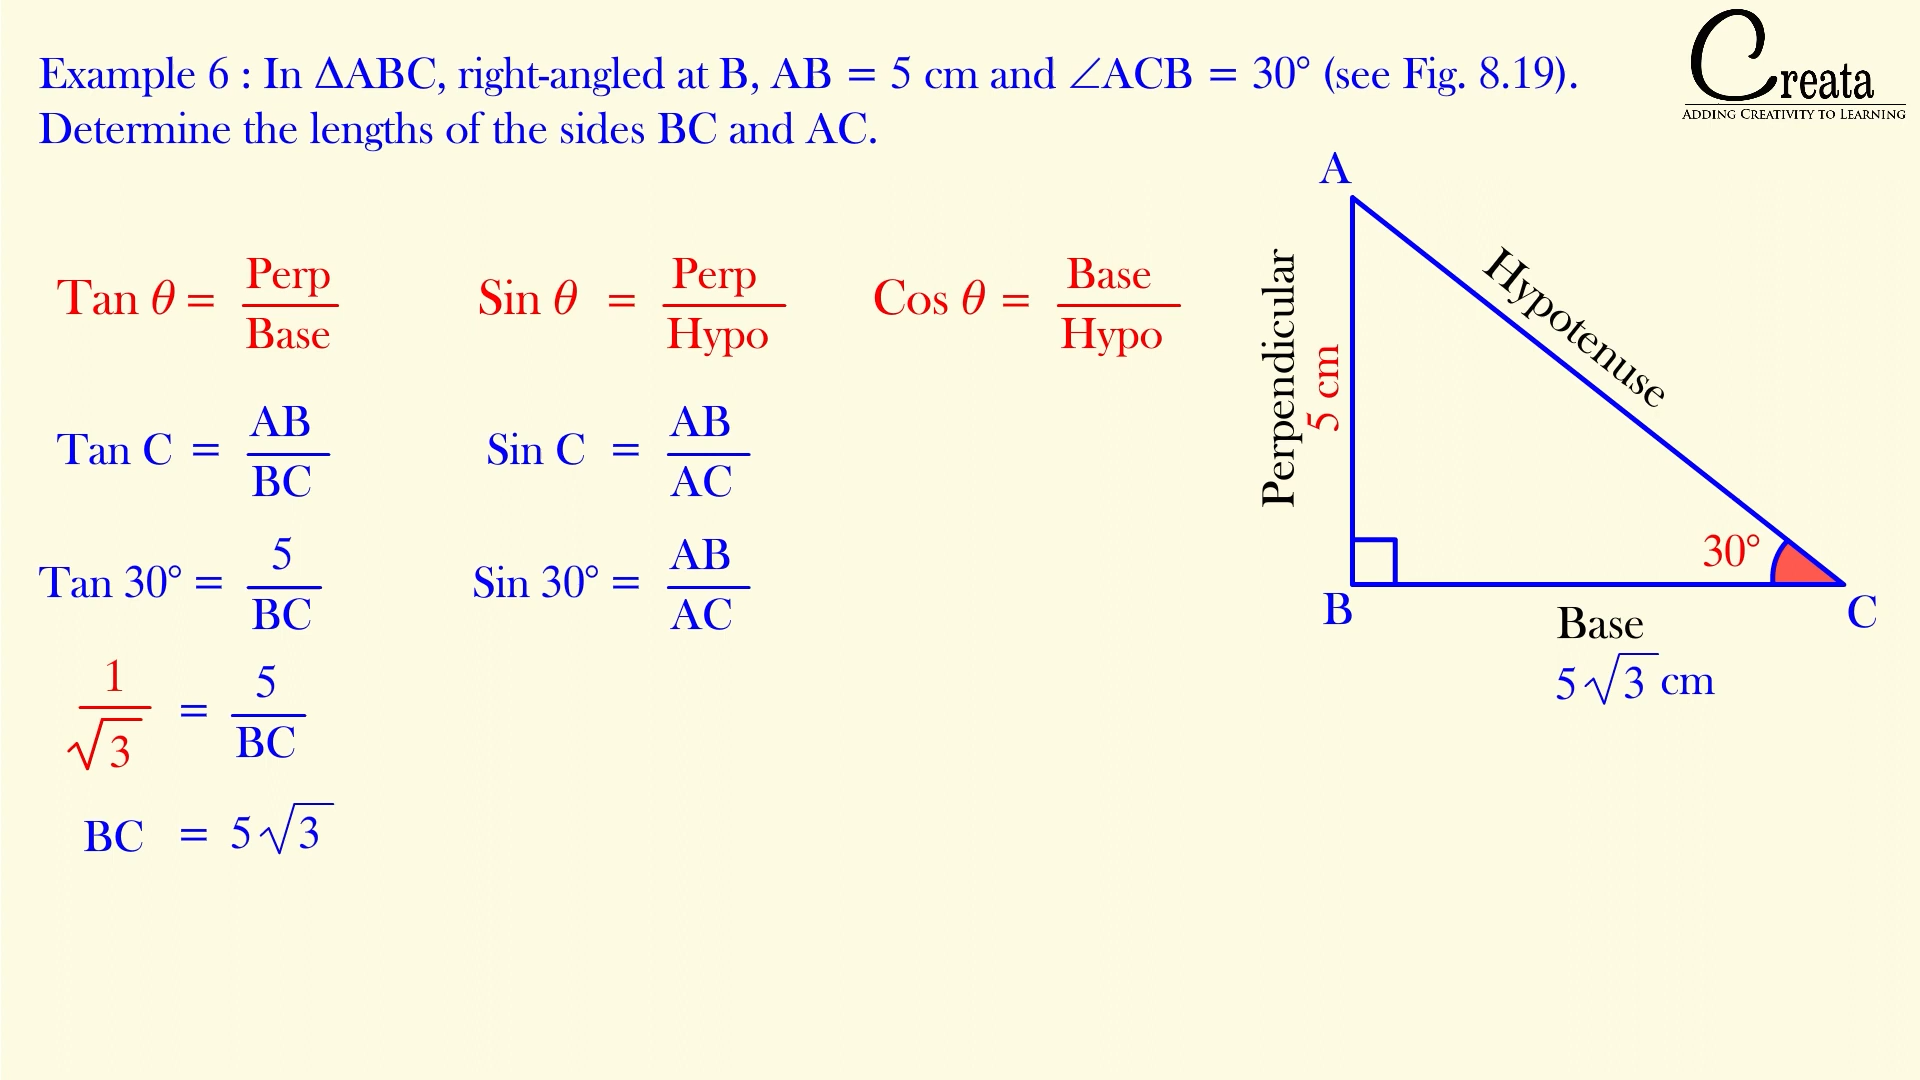 Example 6 : In ΔABC, right-angled at B, AB = 5 cm and ∠ACB = 30° (see Fig. 8.19).
Determine the lengths of the sides BC and AC.
Creata
ADDING CREATIVITY TO LEARNING
Tan θ = Perp / Base
Sin θ = Perp / Hypo
Cos θ = Base / Hypo
Tan C = AB / BC
Sin C = AB / AC
Tan 30° = 5 / BC
Sin 30° = AB / AC
1 / √3 = 5 / BC
BC = 5√3
A
Hypotenuse
Perpendicular
5 cm
30°
B
C
Base
5√3 cm